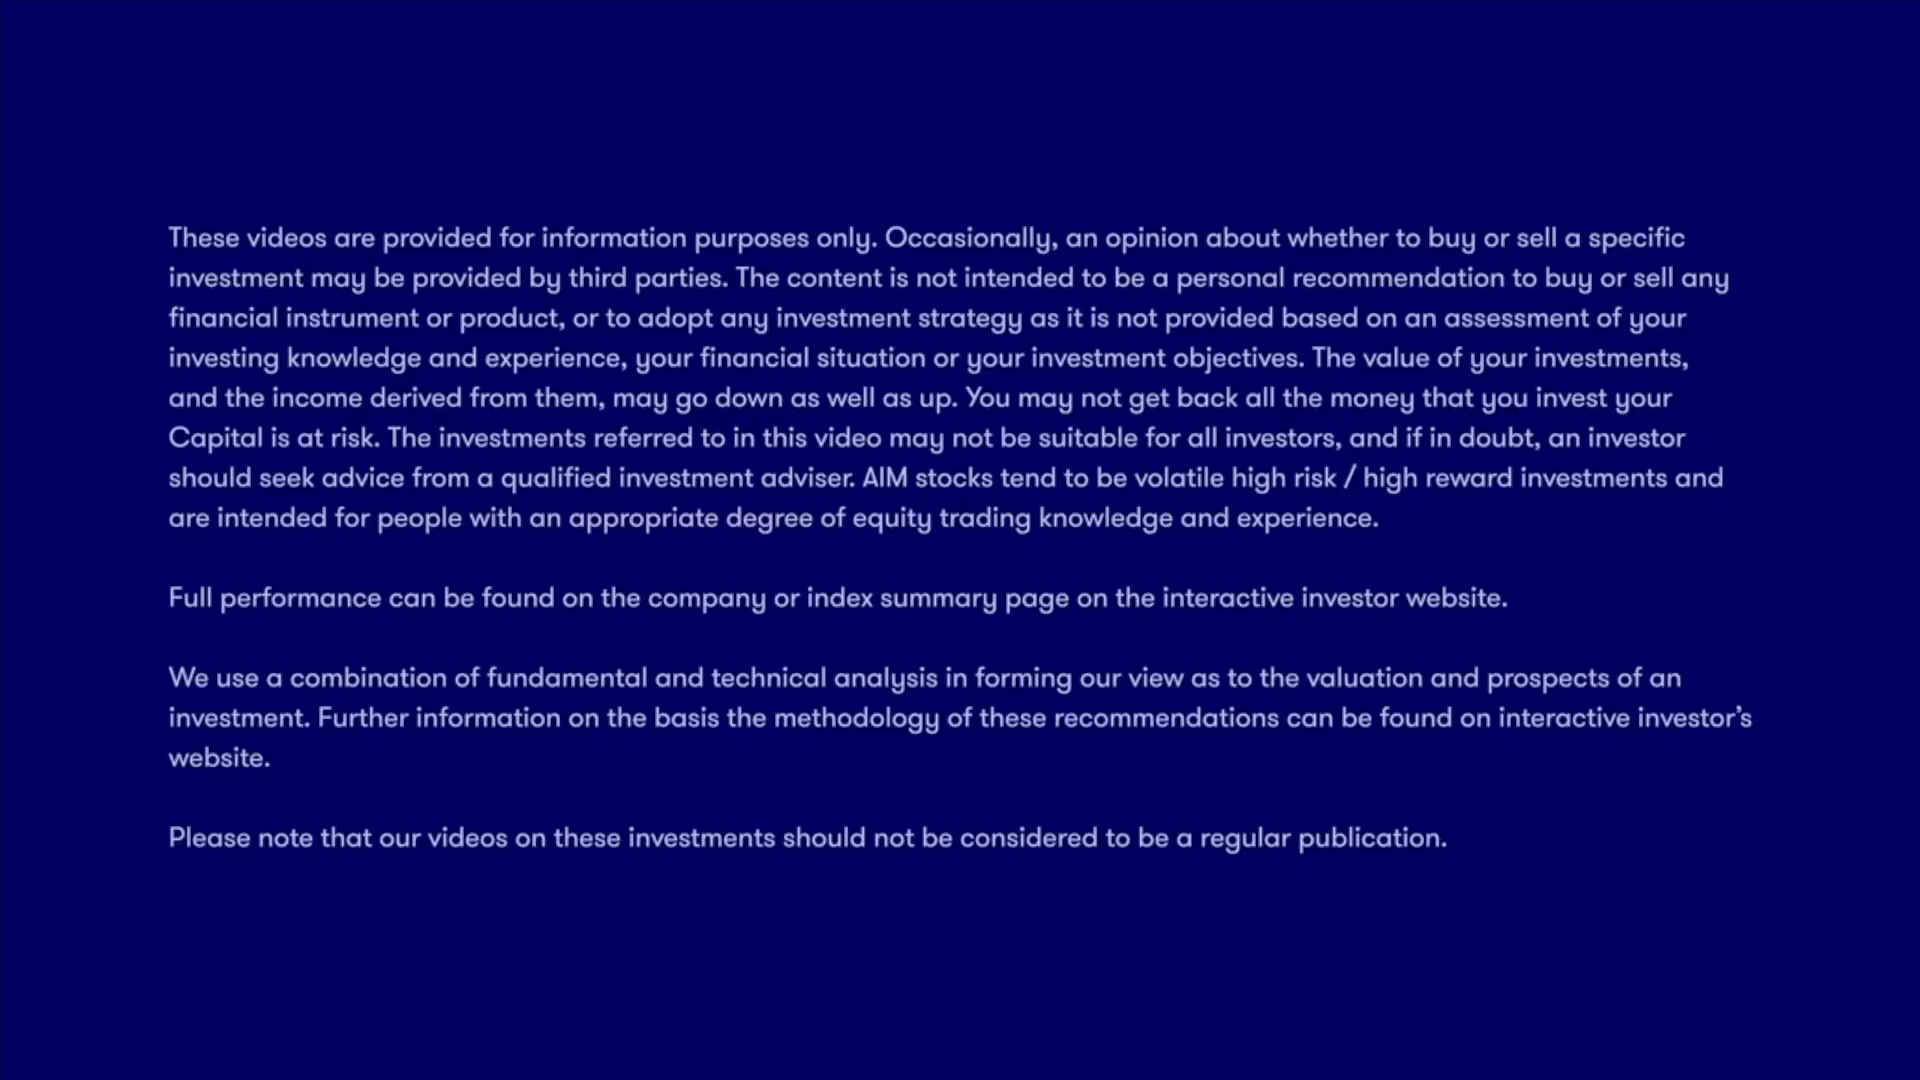 These videos are provided for information purposes only. Occasionally, an opinion about whether to buy or sell a specific
investment may be provided by third parties. The content is not intended to be a personal recommendation to buy or sell any
financial instrument or product, or to adopt any investment strategy as it is not provided based on an assessment of your
investing knowledge and experience, your financial situation or your investment objectives. The value of your investments,
and the income derived from them, may go down as well as up. You may not get back all the money that you invest your
Capital is at risk. The investments referred to in this video may not be suitable for all investors, and if in doubt, an investor
should seek advice from a qualified investment adviser. AIM stocks tend to be volatile high risk / high reward investments and
are intended for people with an appropriate degree of equity trading knowledge and experience.
Full performance can be found on the company or index summary page on the interactive investor website.
We use a combination of fundamental and technical analysis in forming our view as to the valuation and prospects of an
investment. Further information on the basis the methodology of these recommendations can be found on interactive investor’s
website.
Please note that our videos on these investments should not be considered to be a regular publication.